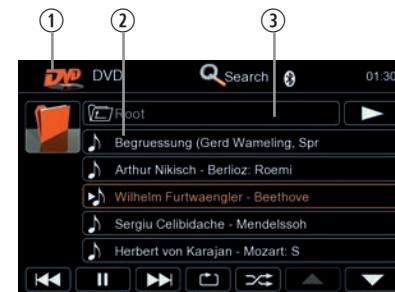 1 2 3
DVD DVD Search 01:30
Root
Begruessung (Gerd Wameling, Spr
Arthur Nikisch - Berlioz: Roemi
Wilhelm Furtwaengler - Beethove
Sergiu Celibidache - Mendelssoh
Herbert von Karajan - Mozart: S